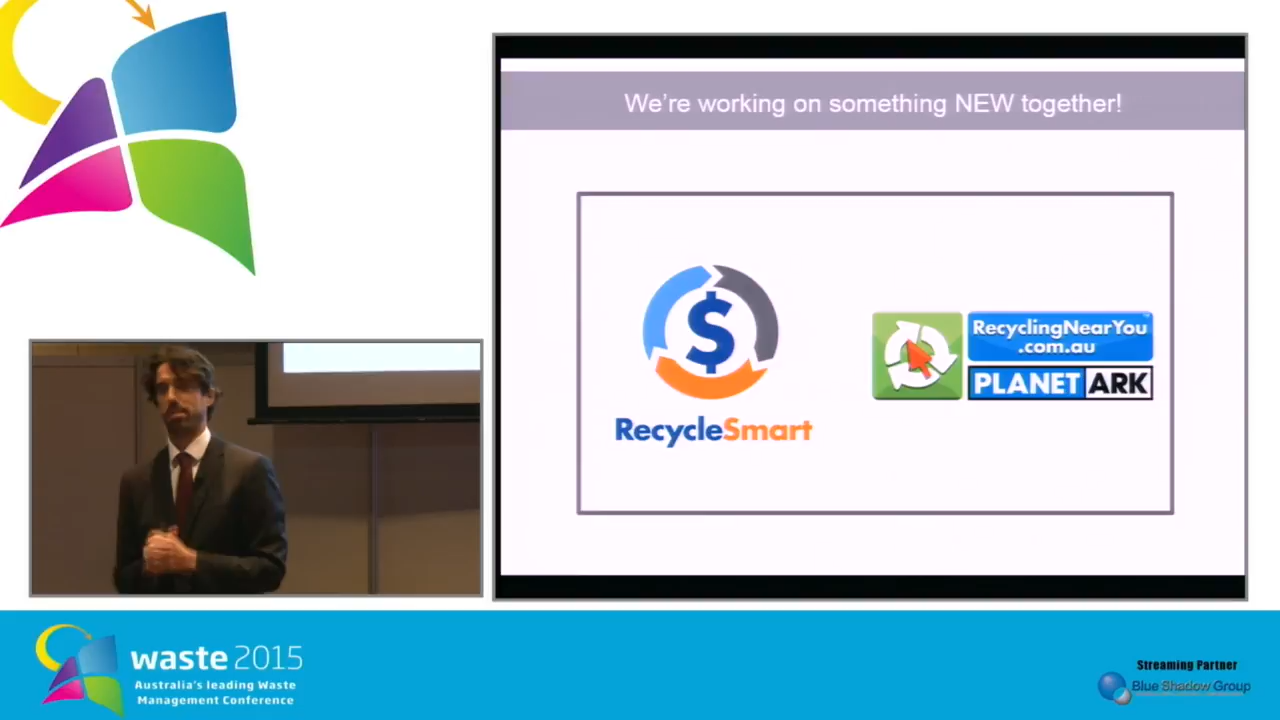 We're working on something NEW together!
$
RecycleSmart
RecyclingNearYou
.com.au
PLANET ARK
waste 2015
Australia's leading Waste
Management Conference
Streaming Partner
Blue Shadow Group